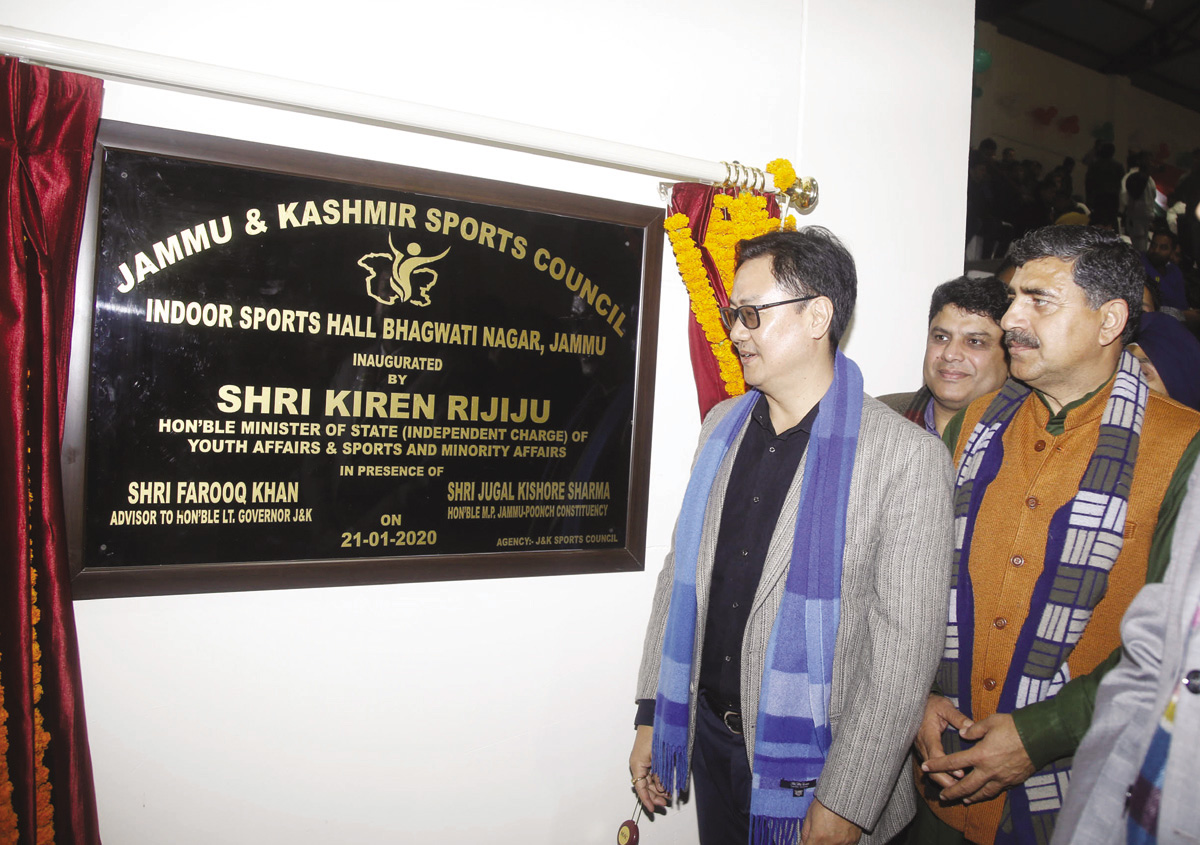 JAMMU & KASHMIR SPORTS COUNCIL
INDOOR SPORTS HALL BHAGWATI NAGAR, JAMMU
INAUGURATED
BY
SHRI KIREN RIJIJU
HON'BLE MINISTER OF STATE (INDEPENDENT CHARGE) OF
YOUTH AFFAIRS & SPORTS AND MINORITY AFFAIRS
IN PRESENCE OF
SHRI FAROOQ KHAN
ADVISOR TO HON'BLE LT. GOVERNOR J&K
SHRI JUGAL KISHORE SHARMA
HON'BLE M.P. JAMMU-POONCH CONSTITUENCY
ON
21-01-2020
AGENCY:- J&K SPORTS COUNCIL